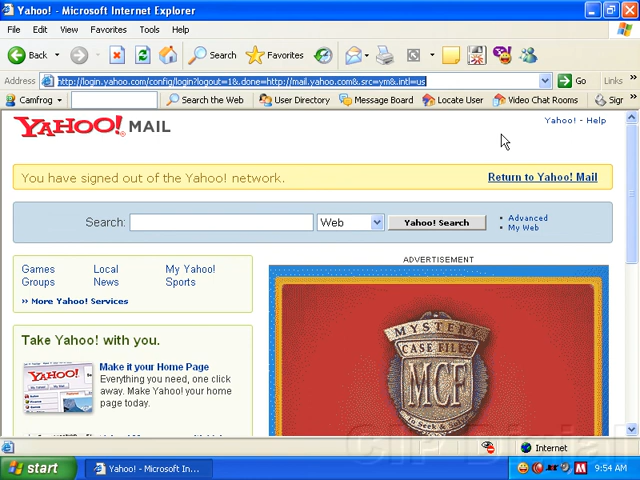 Yahoo! - Microsoft Internet Explorer
File Edit View Favorites Tools Help
Back Search Favorites
Address http://login.yahoo.com/config/login?logout=1&.done=http://mail.yahoo.com&.src=ym&.intl=us Go Links »
Camfrog Search the Web User Directory Message Board Locate User Video Chat Rooms Sigr »
YAHOO! MAIL
Yahoo! - Help
You have signed out of the Yahoo! network. Return to Yahoo! Mail
Search: Web Yahoo! Search
• Advanced
• My Web
Games Local My Yahoo!
Groups News Sports
›› More Yahoo! Services
ADVERTISEMENT
MYSTERY
CASE FILES
MCF
To Seek &
Take Yahoo! with you.
YAHOO!
Make it your Home Page
Everything you need, one click
away. Make Yahoo! your home
page today.
Internet
start Yahoo! - Microsoft In... 9:54 AM